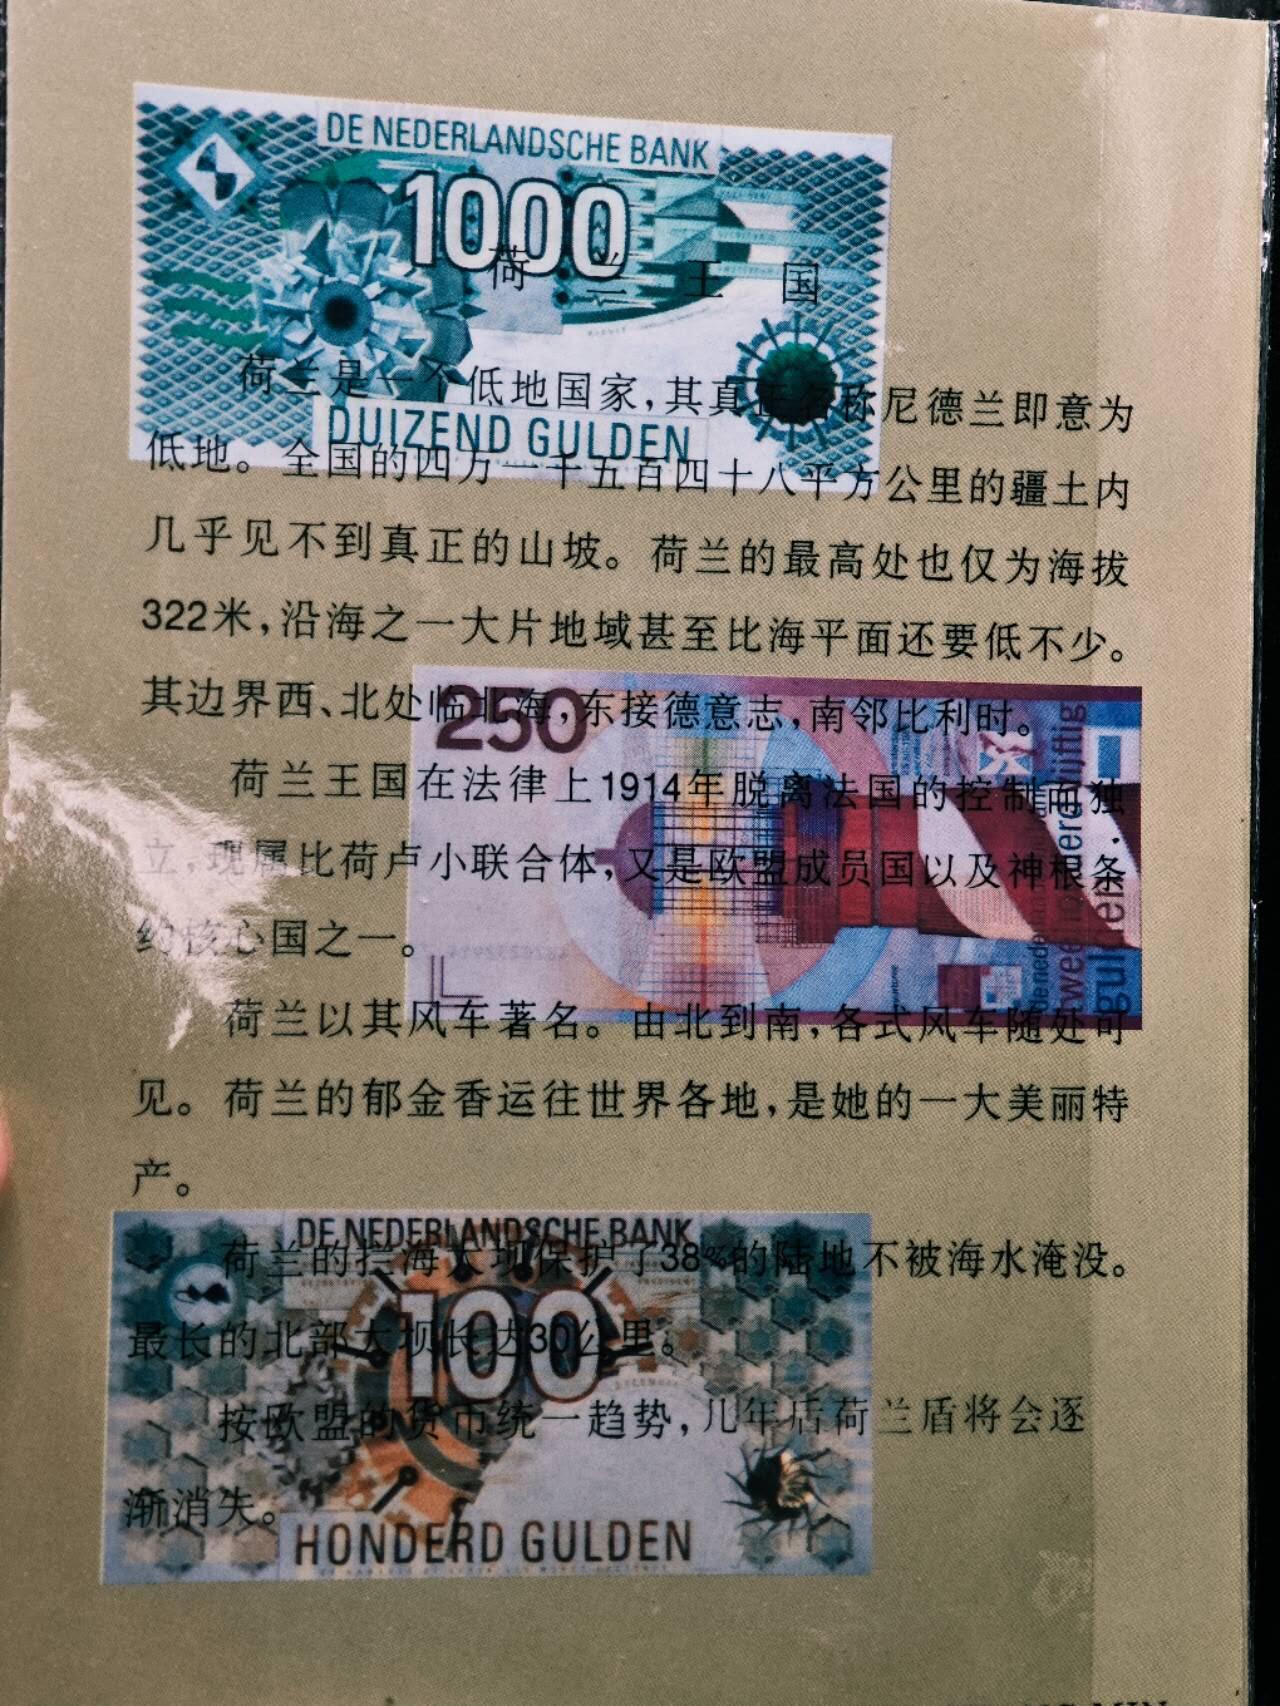 DE NEDERLANDSCHE BANK
1000
荷兰王国
荷兰是一个低地国家,其真正名称尼德兰即意为
DUIZEND GULDEN
低地。全国的四万一千五百四十八平方公里的疆土内
几乎见不到真正的山坡。荷兰的最高处也仅为海拔
322米,沿海之一大片地域甚至比海平面还要低不少。
250
其边界西、北处临北海,东接德意志,南邻比利时。
荷兰王国在法律上1914年脱离法国的控制而独
立,现属比荷卢小联合体,又是欧盟成员国以及神根条
约核心国之一。
gulden
荷兰以其风车著名。由北到南,各式风车随处可
见。荷兰的郁金香运往世界各地,是她的一大美丽特
产。
DE NEDERLANDSCHE BANK
荷兰的拦海大坝保护了38%的陆地不被海水淹没。
100
最长的北部大坝长达30公里。
按欧盟的货币统一趋势,几年后荷兰盾将会逐
渐消失。
HONDERD GULDEN